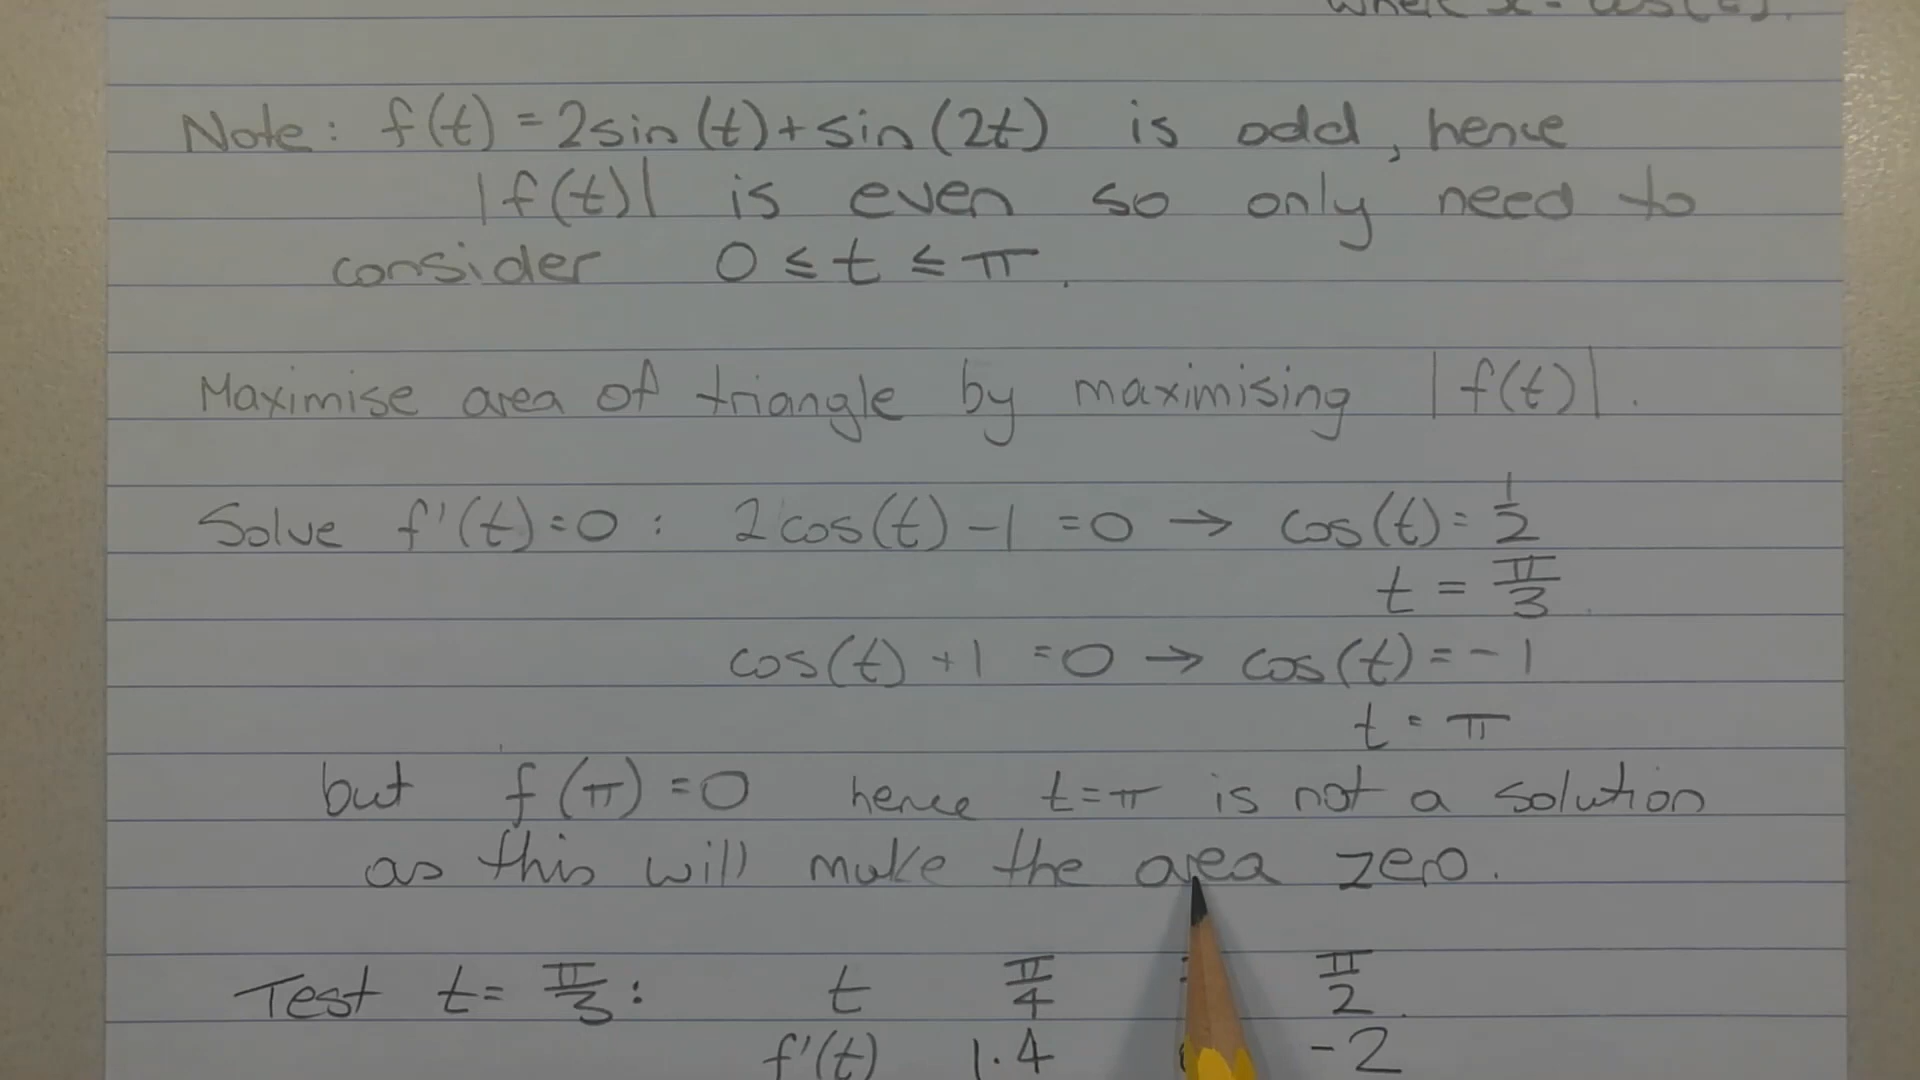 where x = cos(t).
Note: f(t) = 2sin(t) + sin(2t) is odd, hence
|f(t)| is even so only need to
consider 0 ≤ t ≤ π.
Maximise area of triangle by maximising |f(t)|.
Solve f'(t) = 0 : 2cos(t) - 1 = 0 → cos(t) = 1/2
t = π/3
cos(t) + 1 = 0 → cos(t) = -1
t = π
but f(π) = 0 hence t = π is not a solution
as this will make the area zero.
Test t = π/3 : t π/4 π/2
f'(t) 1.4 -2